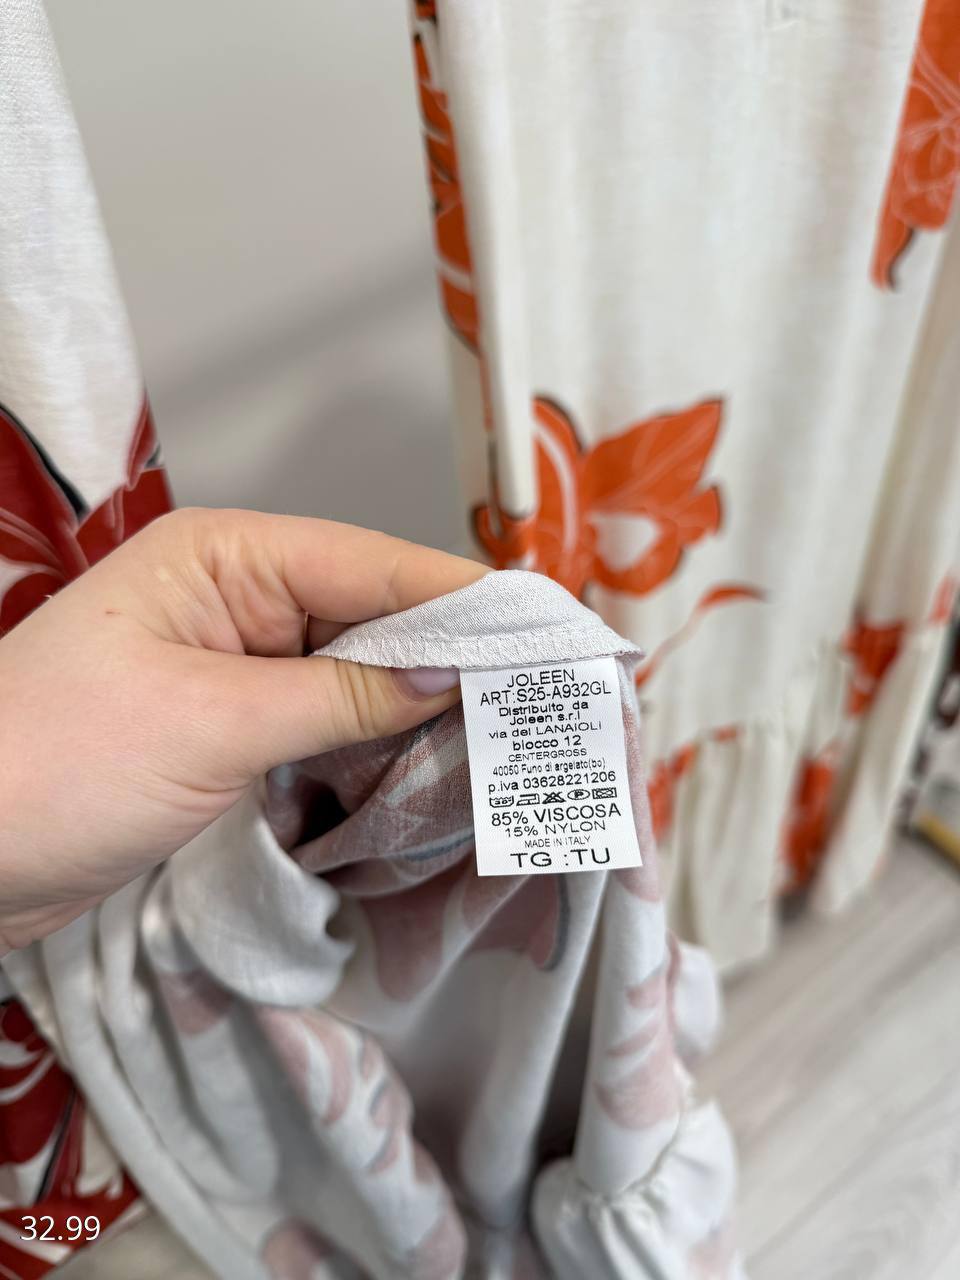 JOLEEN
ART:S25-A932GL
Distribuito da
Joleen s.r.l
via dei LANAIOLI
blocco 12
CENTERGROSS
40050 Funo di argelato(bo)
p.iva 03628221206
85% VISCOSA
15% NYLON
MADE IN ITALY
TG :TU
32.99